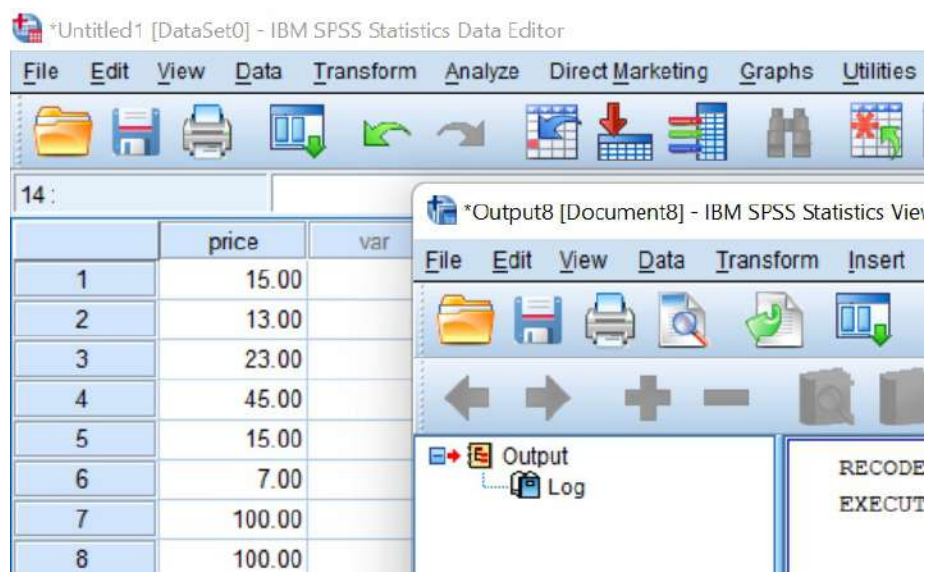 *Untitled1 [DataSet0] - IBM SPSS Statistics Data Editor
File Edit View Data Transform Analyze Direct Marketing Graphs Utilities
14 :
price var
1 15.00
2 13.00
3 23.00
4 45.00
5 15.00
6 7.00
7 100.00
8 100.00
*Output8 [Document8] - IBM SPSS Statistics Vie
File Edit View Data Transform Insert
Output
Log
RECODE
EXECUT